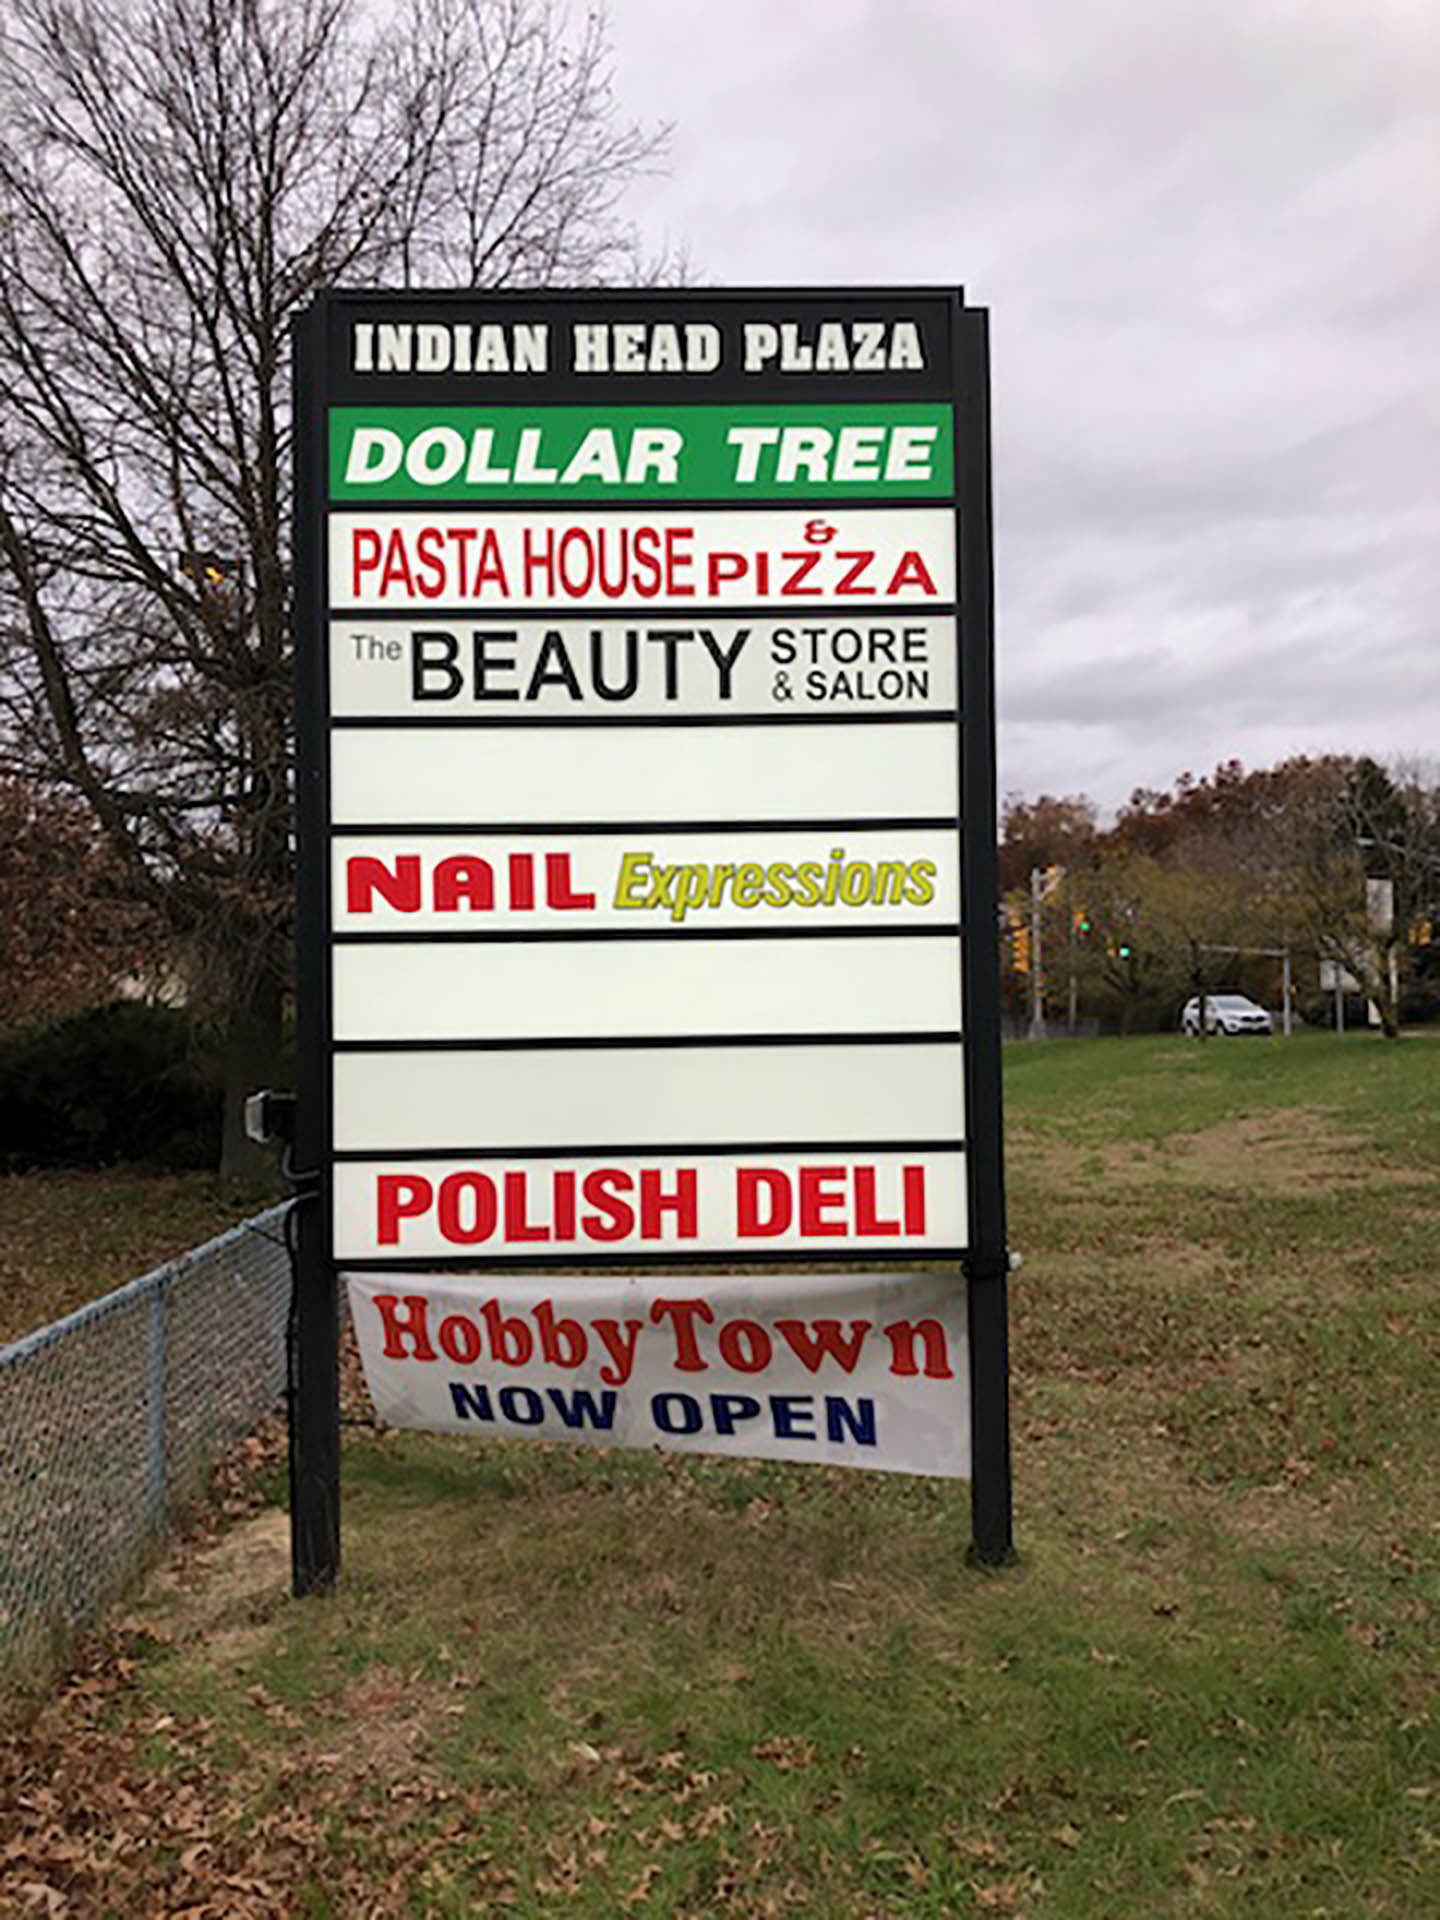 INDIAN HEAD PLAZA
DOLLAR TREE
PASTA HOUSE & PIZZA
The BEAUTY STORE
& SALON
NAIL Expressions
POLISH DELI
HobbyTown
NOW OPEN